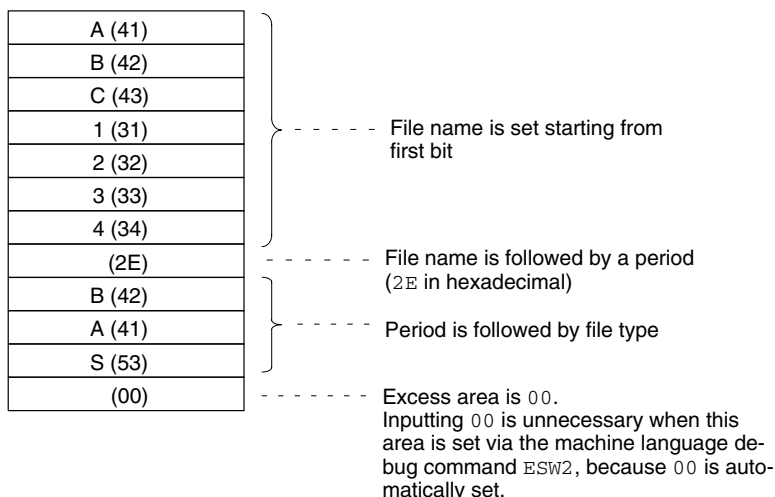 A (41)
B (42)
C (43)
1 (31)
2 (32)
3 (33)
4 (34)
(2E)
B (42)
A (41)
S (53)
(00)
File name is set starting from
first bit
File name is followed by a period
(2E in hexadecimal)
Period is followed by file type
Excess area is 00.
Inputting 00 is unnecessary when this
area is set via the machine language de-
bug command ESW2, because 00 is auto-
matically set.